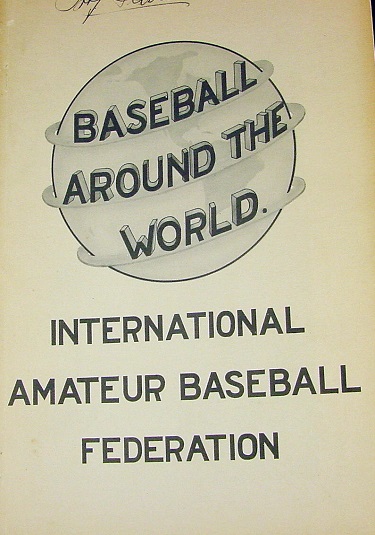 BASEBALL
AROUND THE
WORLD.
INTERNATIONAL
AMATEUR BASEBALL
FEDERATION